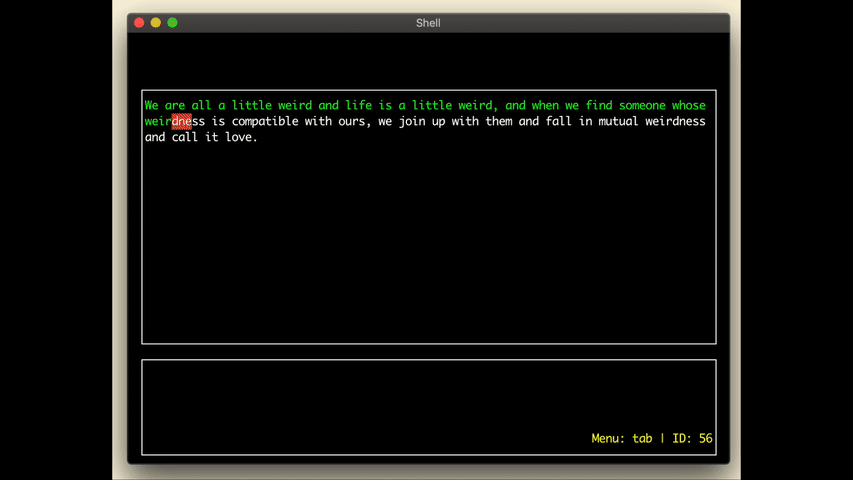 Shell
We are all a little weird and life is a little weird, and when we find someone whose
weirdness is compatible with ours, we join up with them and fall in mutual weirdness
and call it love.
Menu: tab | ID: 56